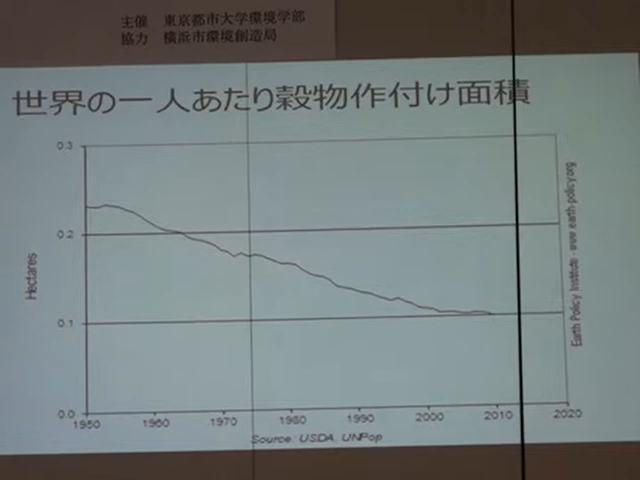 主催 東京都市大学環境学部
協力 横浜市環境創造局
世界の一人あたり穀物作付け面積
0.3
0.2
0.1
0.0
Hectares
1950 1960 1970 1980 1990 2000 2010 2020
Source: USDA, UNPop
Earth Policy Institute - www.earth-policy.org